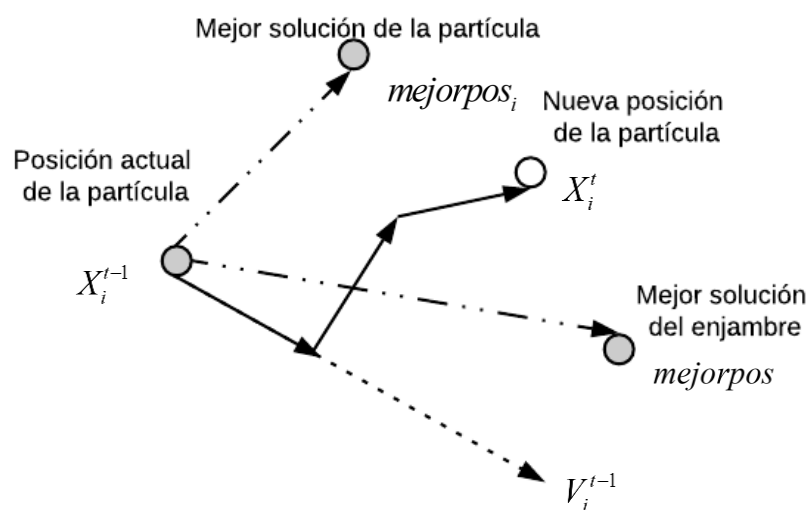 Mejor solución de la partícula
mejorpos_i
Nueva posición
de la partícula
X_i^t
Posición actual
de la partícula
X_i^{t-1}
Mejor solución
del enjambre
mejorpos
V_i^{t-1}